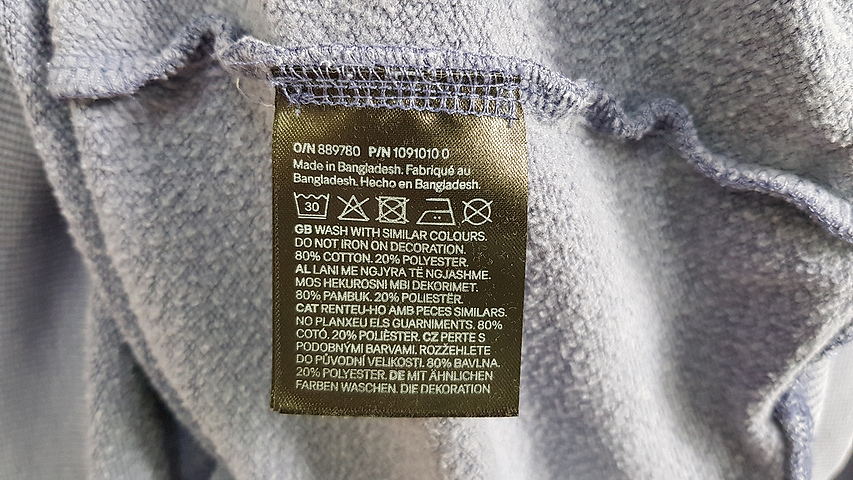 O/N 889780 P/N 1091010 0
Made in Bangladesh. Fabriqué au
Bangladesh. Hecho en Bangladesh.
30
GB WASH WITH SIMILAR COLOURS.
DO NOT IRON ON DECORATION.
80% COTTON. 20% POLYESTER.
AL LANI ME NGJYRA TË NGJASHME.
MOS HEKUROSNI MBI DEKORIMET.
80% PAMBUK. 20% POLIESTËR.
CAT RENTEU-HO AMB PECES SIMILARS.
NO PLANXEU ELS GUARNIMENTS. 80%
COTÓ. 20% POLIÈSTER. CZ PERTE S
PODOBNÝMI BARVAMI. ROZŽEHLETE
DO PŮVODNÍ VELIKOSTI. 80% BAVLNA.
20% POLYESTER. DE MIT ÄHNLICHEN
FARBEN WASCHEN. DIE DEKORATION